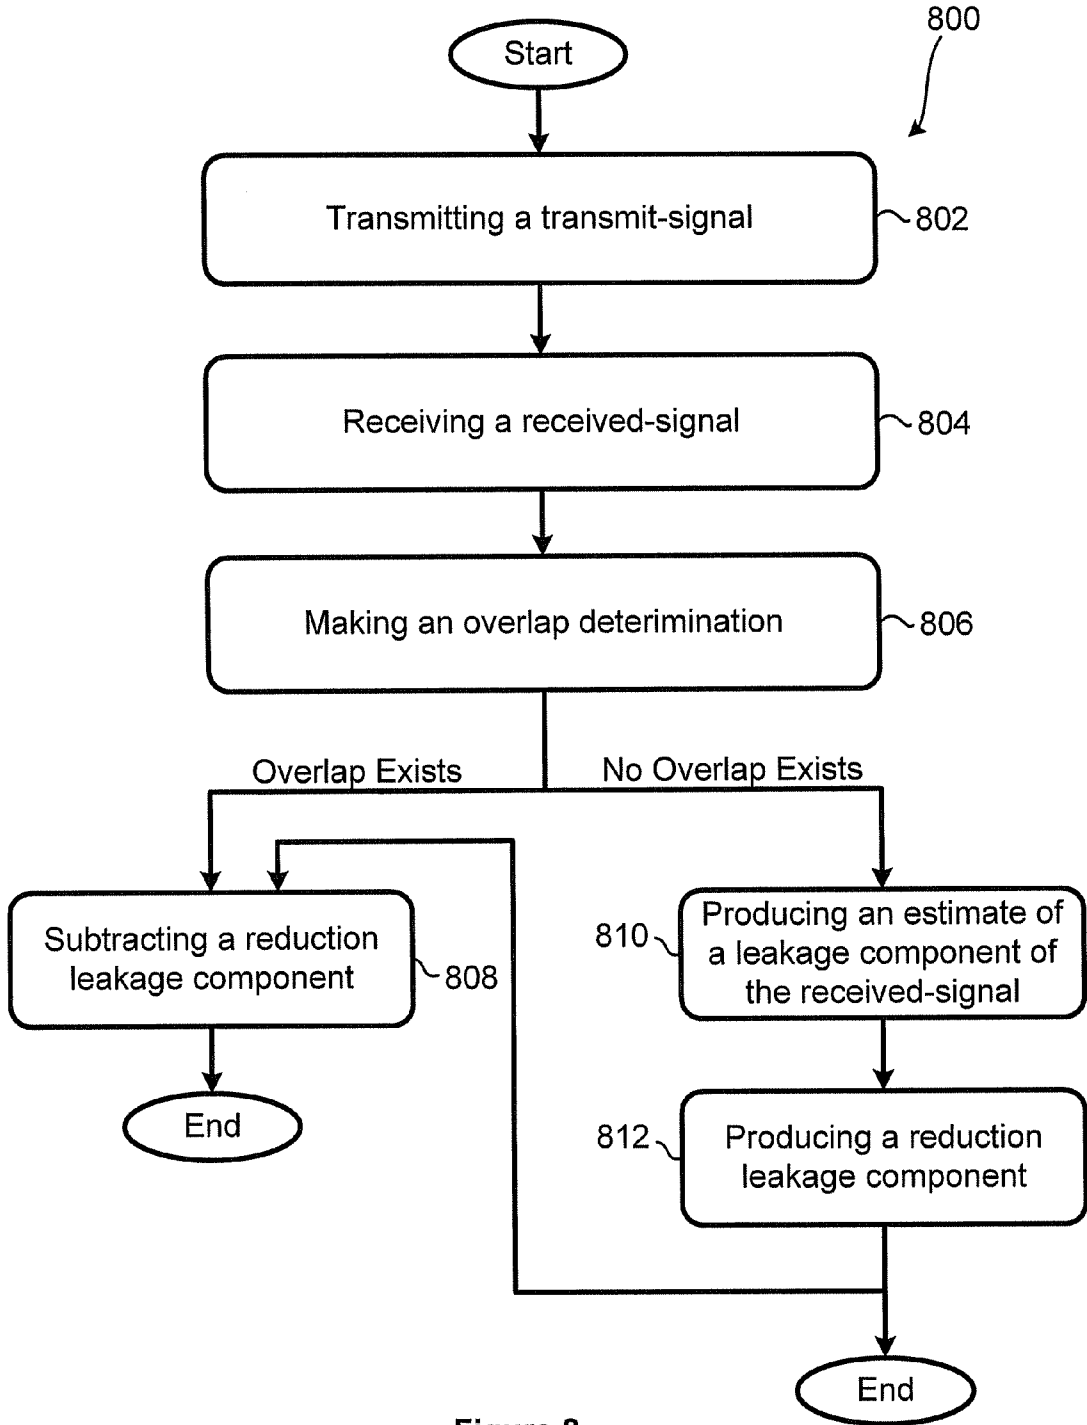 800
Start
Transmitting a transmit-signal
802
Receiving a received-signal
804
Making an overlap deterimination
806
Overlap Exists
No Overlap Exists
Subtracting a reduction
leakage component
808
810
Producing an estimate of
a leakage component of
the received-signal
End
812
Producing a reduction
leakage component
End